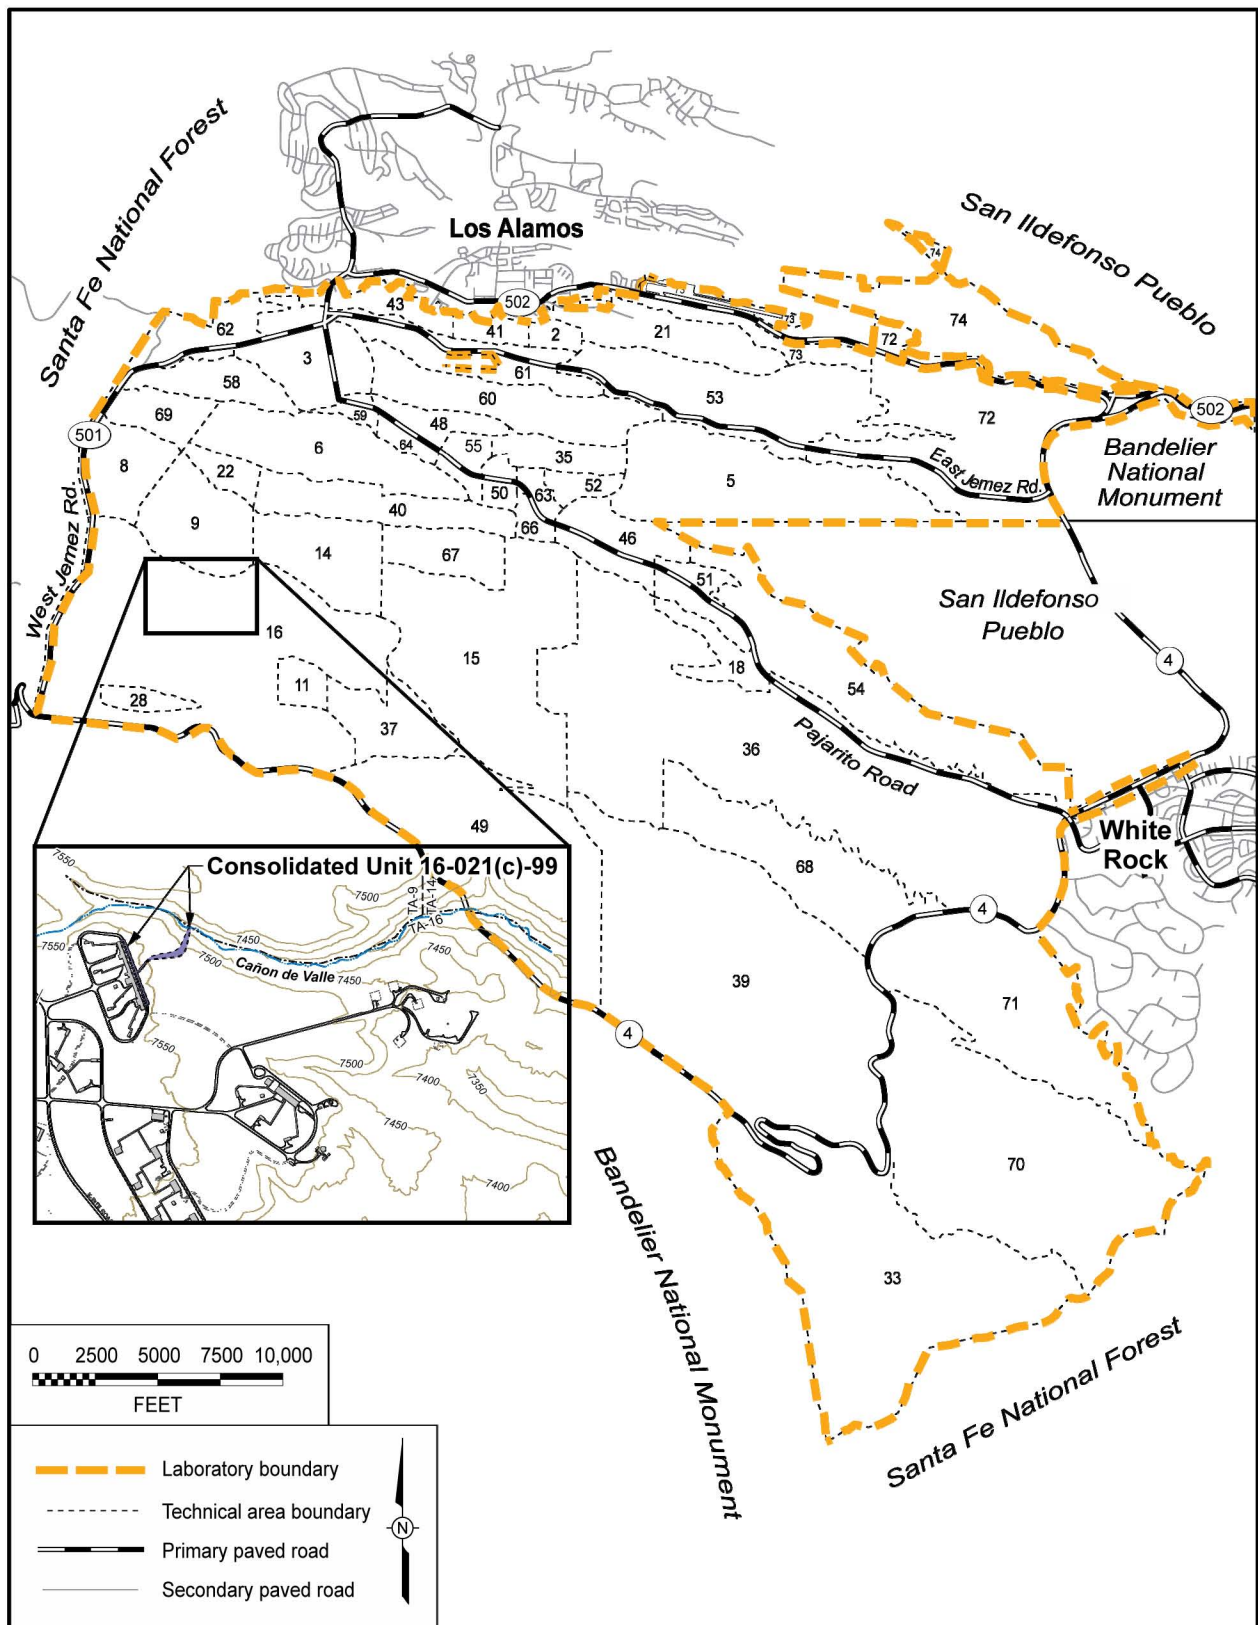 Santa Fe National Forest
Los Alamos
San Ildefonso Pueblo
74
74
73
73
502
43
62
41
2
21
72
73
3
61
58
60
53
502
69
59
48
72
501
6
64
55
35
Bandelier
National
Monument
8
22
50
63
52
5
East Jemez Rd.
9
40
66
46
West Jemez Rd.
14
67
51
San Ildefonso
Pueblo
16
15
18
4
11
54
28
37
36
Pajarito Road
49
White
Rock
68
Consolidated Unit 16-021(c)-99
7550
7500
TA-9
TA-14
TA-16
7450
7450
7550
7500
Cañon de Valle
7450
7550
7500
7400
7350
7450
7400
4
39
71
4
70
Bandelier National Monument
33
Santa Fe National Forest
0 2500 5000 7500 10,000
FEET
Laboratory boundary
Technical area boundary
N
Primary paved road
Secondary paved road